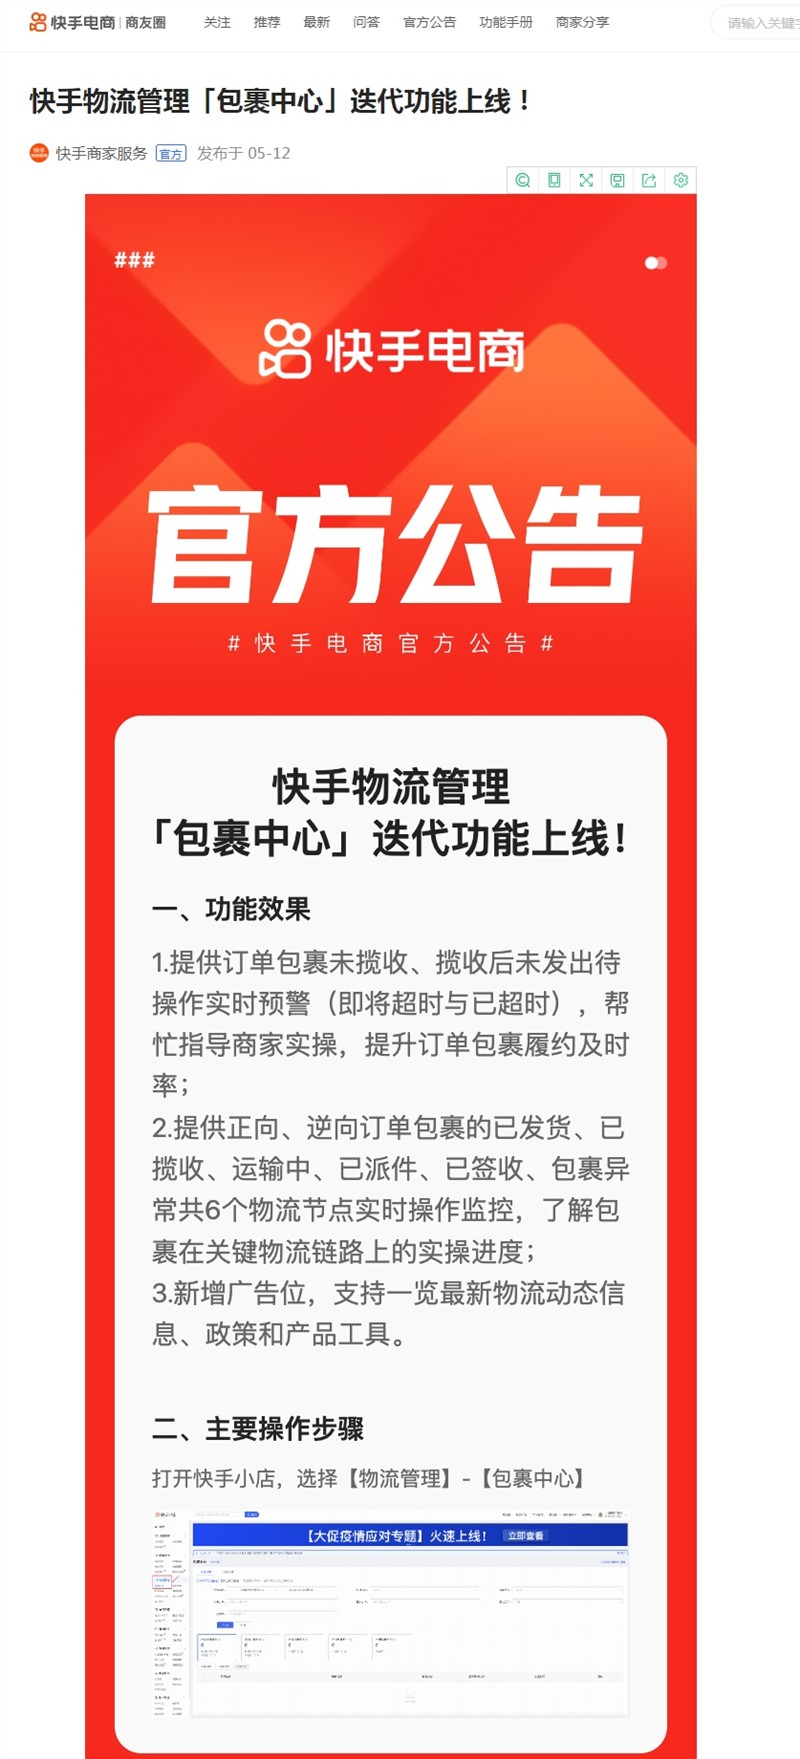 快手电商 | 商友圈 关注 推荐 最新 问答 官方公告 功能手册 商家分享 请输入关键
快手物流管理「包裹中心」迭代功能上线！
快手商家服务 官方 发布于 05-12
###
快手电商
官方公告
#快手电商官方公告#
快手物流管理
「包裹中心」迭代功能上线！
一、功能效果
1.提供订单包裹未揽收、揽收后未发出待
操作实时预警（即将超时与已超时），帮
忙指导商家实操，提升订单包裹履约及时
率；
2.提供正向、逆向订单包裹的已发货、已
揽收、运输中、已派件、已签收、包裹异
常共6个物流节点实时操作监控，了解包
裹在关键物流链路上的实操进度；
3.新增广告位，支持一览最新物流动态信
息、政策和产品工具。
二、主要操作步骤
打开快手小店，选择【物流管理】-【包裹中心】
【大促疫情应对专题】火速上线！ 立即查看